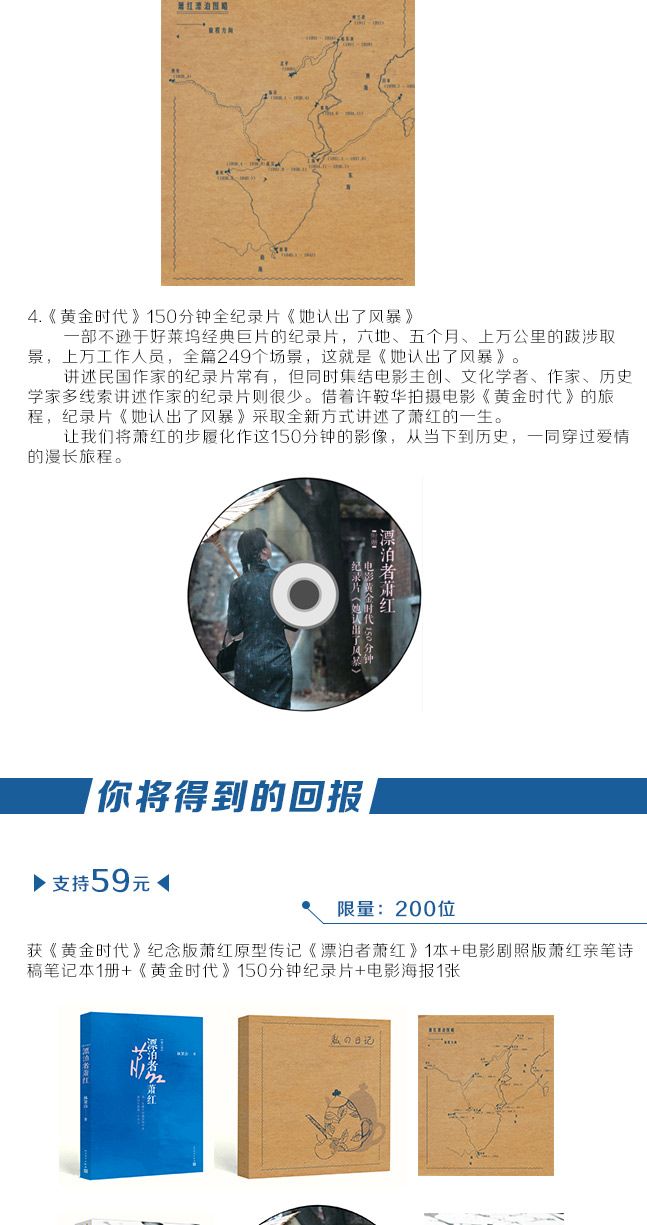 萧红漂泊图略
4.《黄金时代》150分钟全纪录片《她认出了风暴》
一部不逊于好莱坞经典巨片的纪录片，六地、五个月、上万公里的跋涉取
景，上万工作人员，全篇249个场景，这就是《她认出了风暴》。
讲述民国作家的纪录片常有，但同时集结电影主创、文化学者、作家、历史
学家多线索讲述作家的纪录片则很少。借着许鞍华拍摄电影《黄金时代》的旅
程，纪录片《她认出了风暴》采取全新方式讲述了萧红的一生。
让我们将萧红的步履化作这150分钟的影像，从当下到历史，一同穿过爱情
的漫长旅程。
漂泊者萧红
附赠
电影黄金时代150分钟
纪录片《她认出了风暴》
你将得到的回报
支持59元
限量：200位
获《黄金时代》纪念版萧红原型传记《漂泊者萧红》1本+电影剧照版萧红亲笔诗
稿笔记本1册+《黄金时代》150分钟纪录片+电影海报1张
漂泊者萧红
漂泊者
萧红
私の日记
萧红漂泊图略